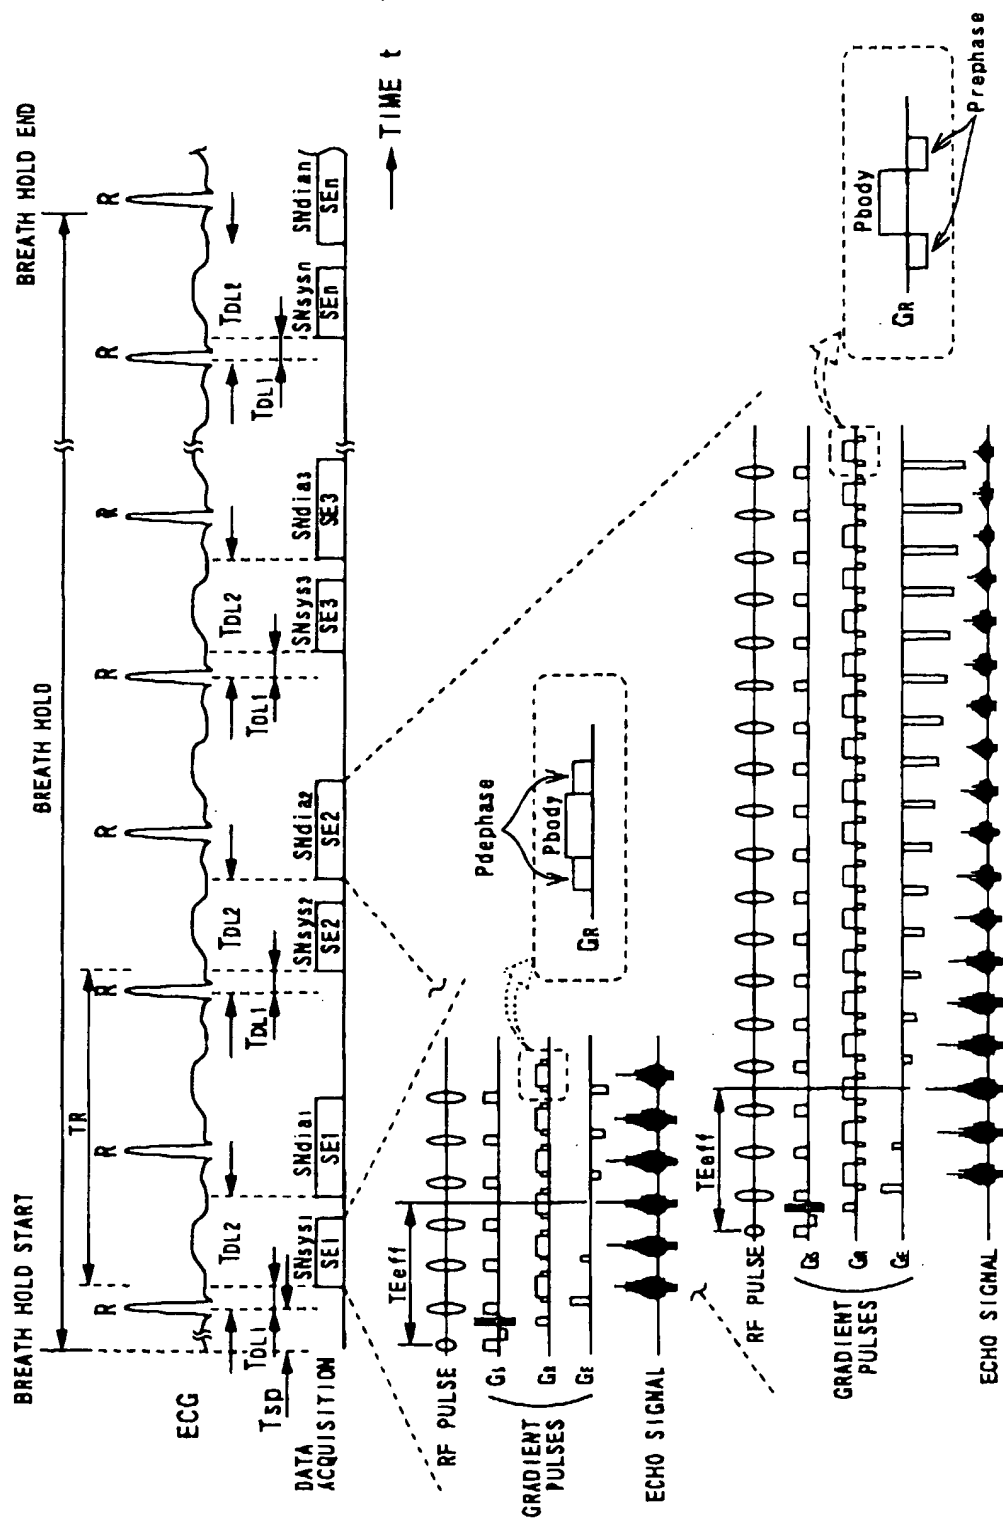 BREATH HOLD START
BREATH HOLD
BREATH HOLD END
TR
R R R R R R R R
ECG
TDL1 TDL2 TDL1 TDL2 TDL1 TDL2 TDL1 TDL2
Tsp
DATA
ACQUISITION
SNsys1 SNdia1 SNsys2 SNdia2 SNsys3 SNdia3 SNsysn SNdian
SE1 SE1 SE2 SE2 SE3 SE3 SEn SEn
TIME t
TEeff
RF PULSE
GS
GR
GE
GRADIENT
PULSES
ECHO SIGNAL
Pdephase
Pbody
GR
TEeff
RF PULSE
GS
GR
GE
GRADIENT
PULSES
ECHO SIGNAL
Pbody
GR
Prephase